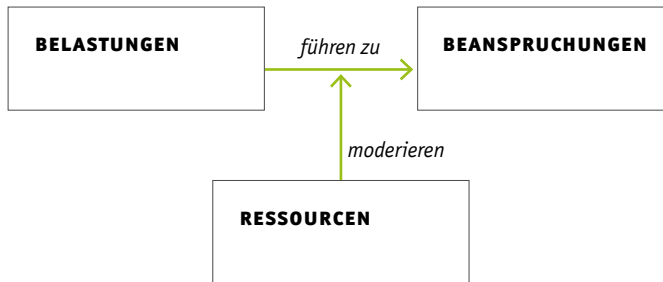 BELASTUNGEN
führen zu
BEANSPRUCHUNGEN
moderieren
RESSOURCEN